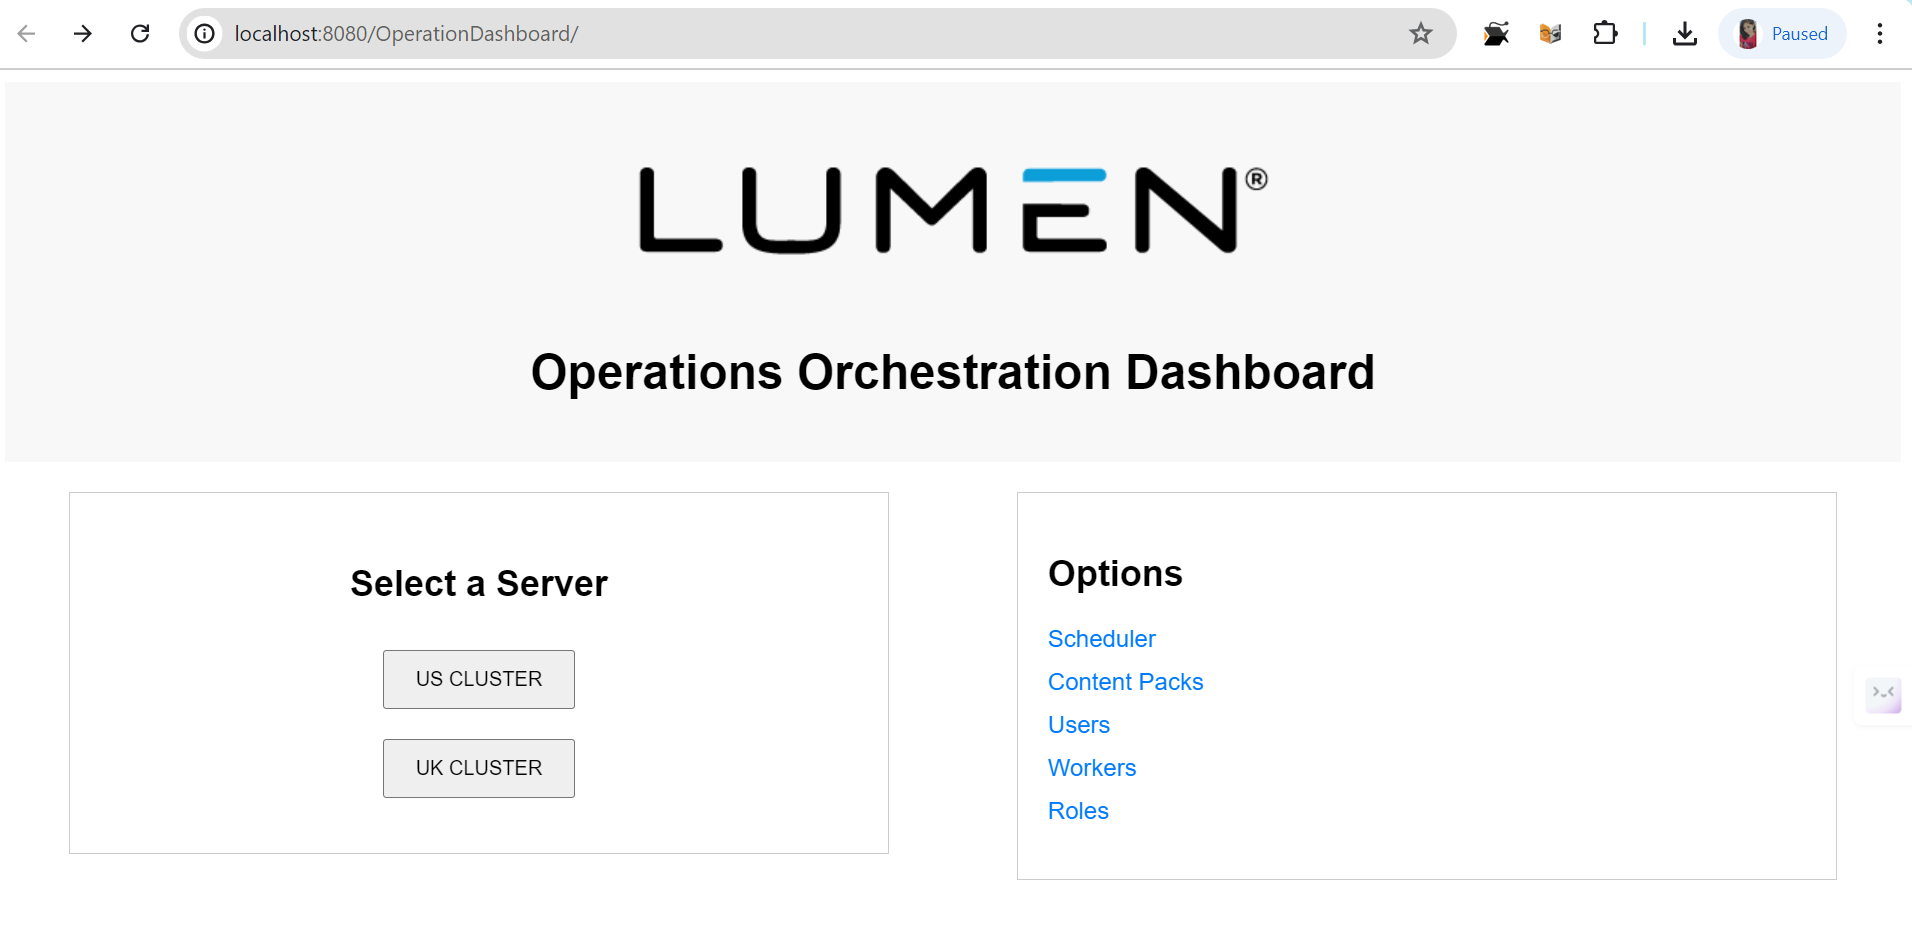 localhost:8080/OperationDashboard/
Paused
LUMEN®
Operations Orchestration Dashboard
Select a Server
US CLUSTER
UK CLUSTER
Options
Scheduler
Content Packs
Users
Workers
Roles